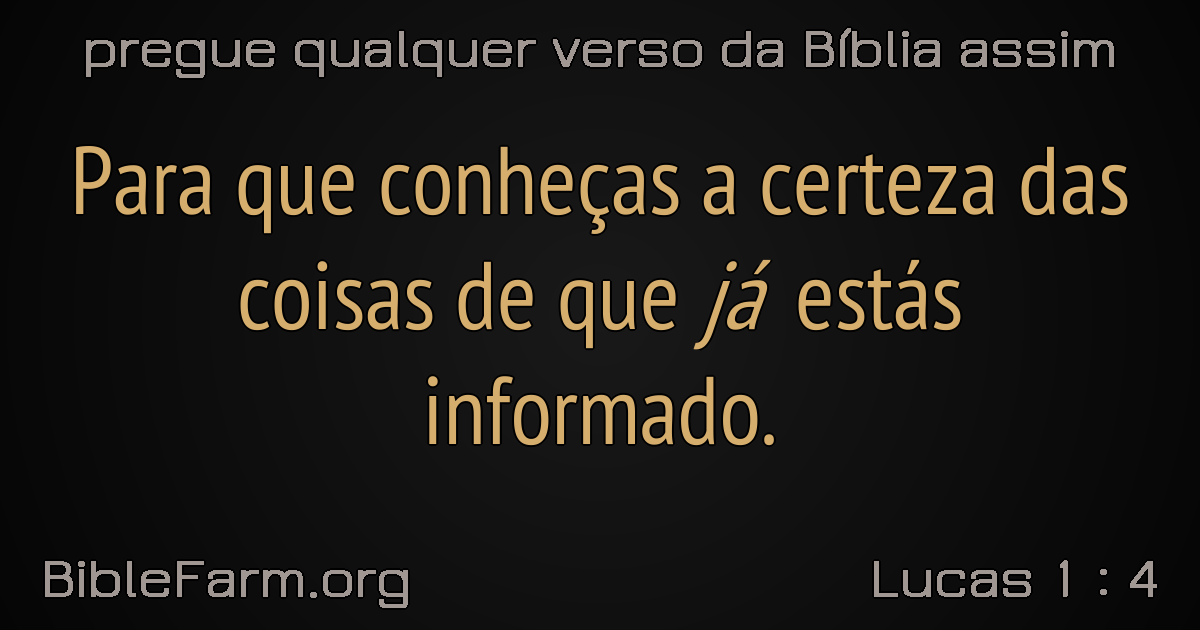 pregue qualquer verso da Bíblia assim
Para que conheças a certeza das
coisas de que já estás
informado.
BibleFarm.org
Lucas 1 : 4